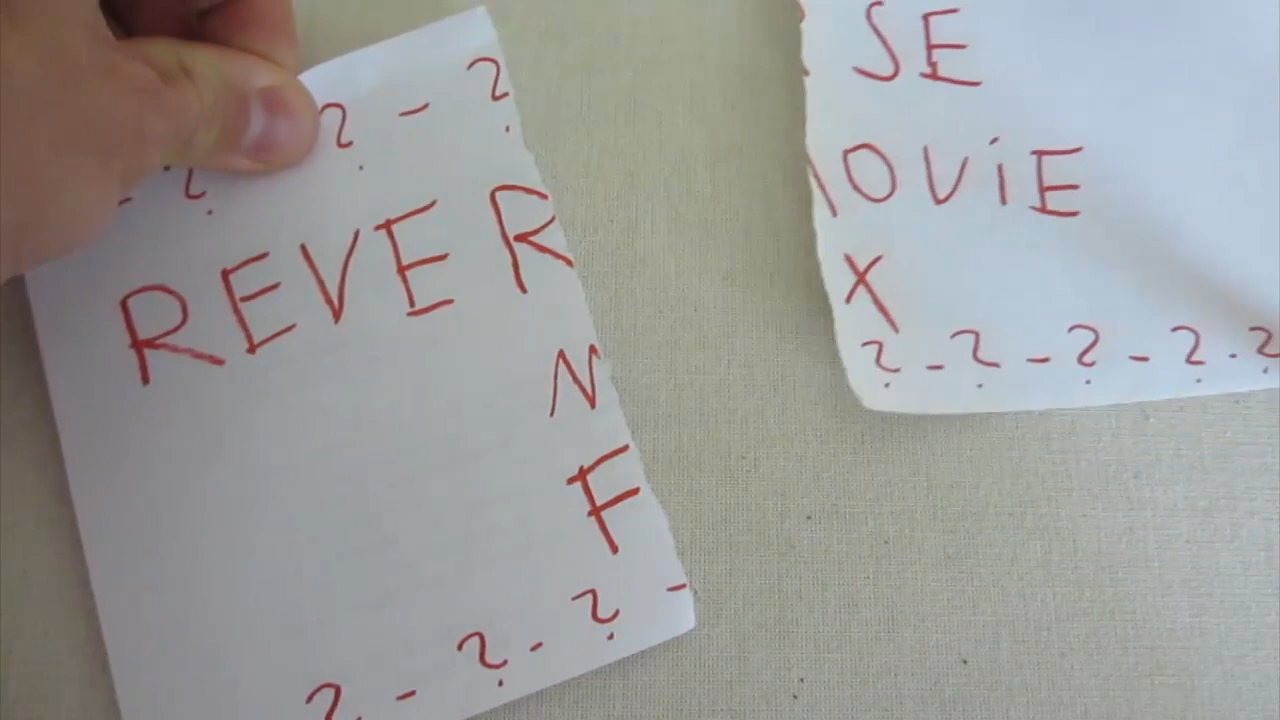 ? - ?
- ?
REVER
N
F
? - ? - ? -
SE
OViE
X
? - ? - ? - ? - ?